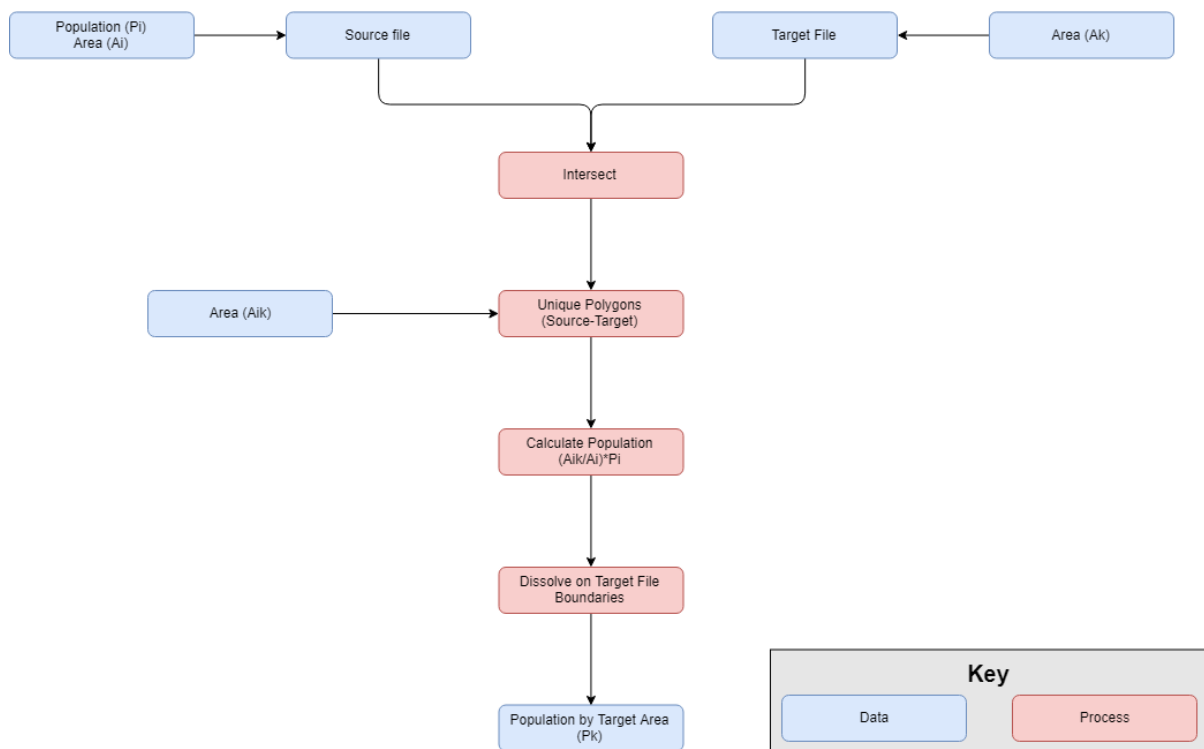 Population (Pi)
Area (Ai)
Source file
Target File
Area (Ak)
Intersect
Area (Aik)
Unique Polygons
(Source-Target)
Calculate Population
(Aik/Ai)*Pi
Dissolve on Target File
Boundaries
Population by Target Area
(Pk)
Key
Data
Process